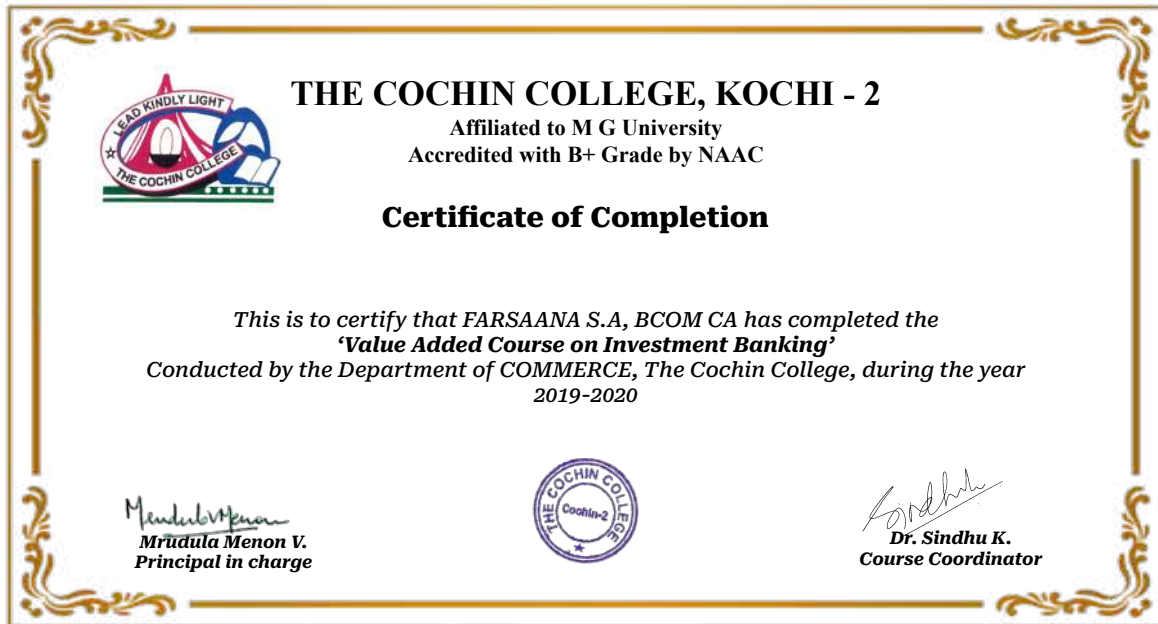 LEAD KINDLY LIGHT
THE COCHIN COLLEGE
THE COCHIN COLLEGE, KOCHI - 2
Affiliated to M G University
Accredited with B+ Grade by NAAC
Certificate of Completion
This is to certify that FARSAANA S.A, BCOM CA has completed the
‘Value Added Course on Investment Banking’
Conducted by the Department of COMMERCE, The Cochin College, during the year
2019-2020
THE COCHIN COLLEGE
Cochin-2
Mrudula Menon
Mrudula Menon V.
Principal in charge
Sindhu
Dr. Sindhu K.
Course Coordinator